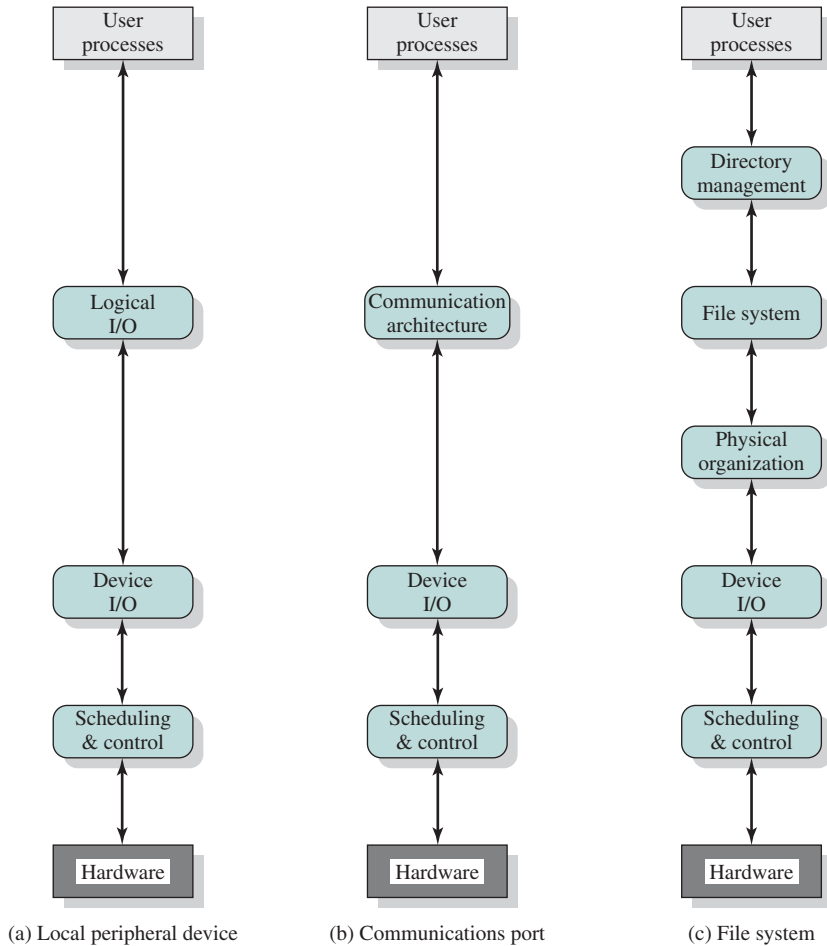 User
processes
Logical
I/O
Device
I/O
Scheduling
& control
Hardware
(a) Local peripheral device
User
processes
Communication
architecture
Device
I/O
Scheduling
& control
Hardware
(b) Communications port
User
processes
Directory
management
File system
Physical
organization
Device
I/O
Scheduling
& control
Hardware
(c) File system